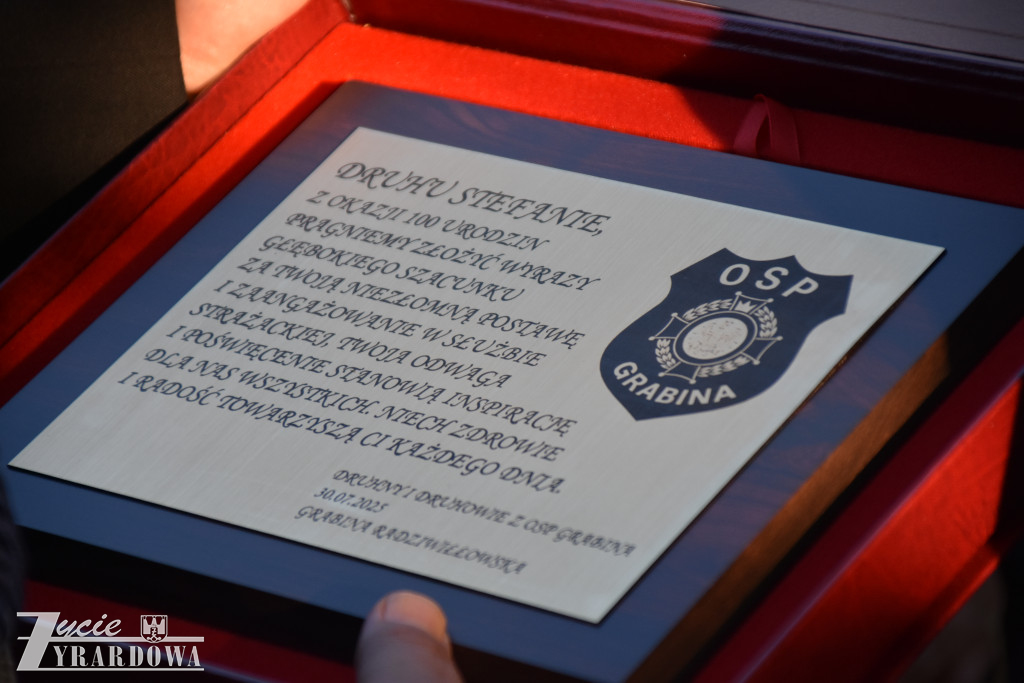 DRUHU STEFANIE,
Z OKAZJI 100 URODZIN
PRAGNIEMY ZŁOŻYĆ WYRAZY
GŁĘBOKIEGO SZACUNKU
ZA TWOJĄ NIEZŁOMNĄ POSTAWĘ
I ZAANGAŻOWANIE W SŁUŻBIE
STRAŻACKIEJ. TWOJA ODWAGA
I POŚWIĘCENIE STANOWIĄ INSPIRACJĘ
DLA NAS WSZYSTKICH. NIECH ZDROWIE
I RADOŚĆ TOWARZYSZĄ CI KAŻDEGO DNIA.
DRUHNY I DRUHOWIE Z OSP GRABINA
30.07.2025
GRABINA RADZIWIŁŁOWSKA
OSP
GRABINA
Życie
ŻYRARDOWA